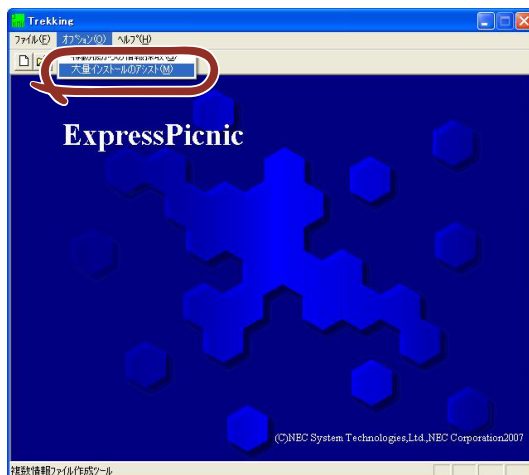 Trekking
ファイル(F) オプション(O) ヘルプ(H)
大量インストールのアシスト(M)
ExpressPicnic
(C)NEC System Technologies,Ltd.,NEC Corporation2007
複数情報ファイル作成ツール